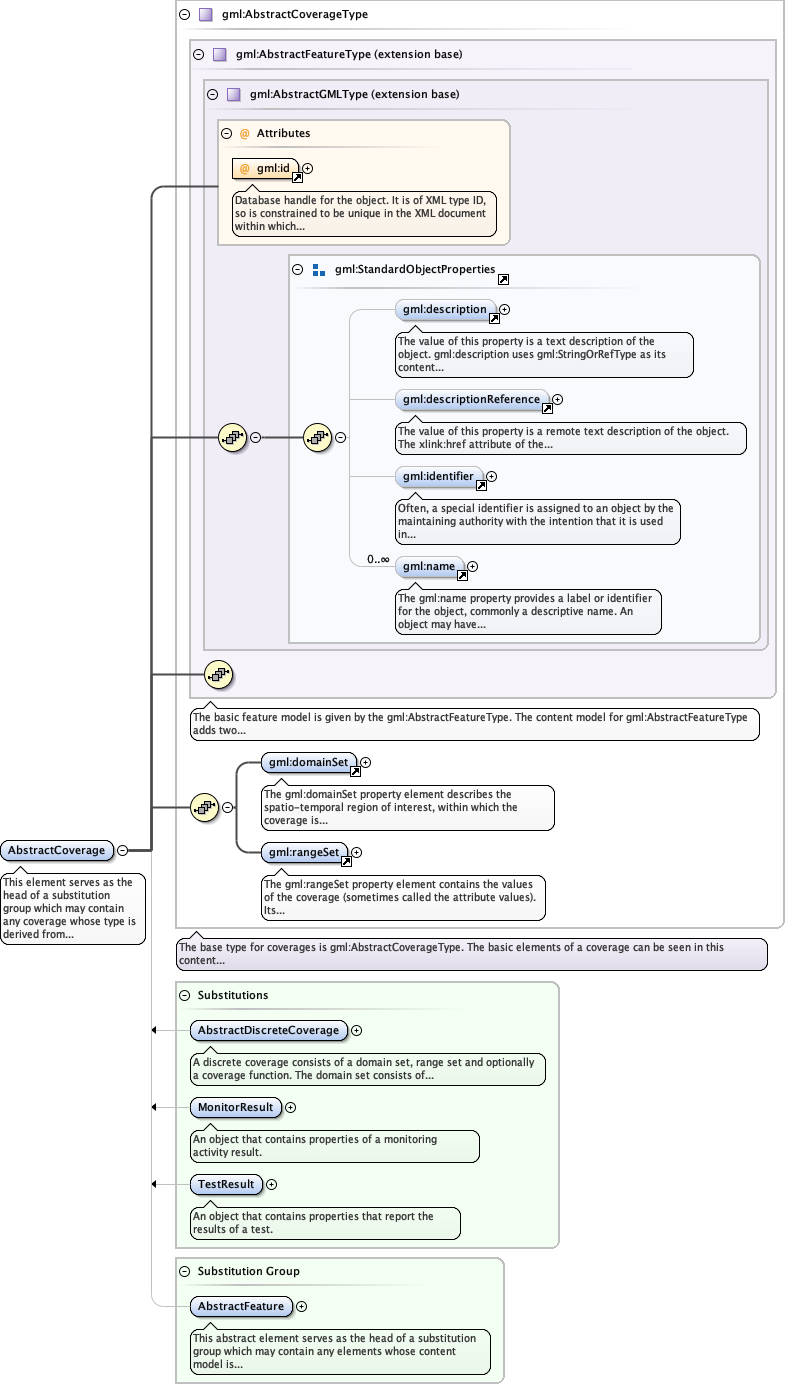 gml:AbstractCoverageType
gml:AbstractFeatureType (extension base)
gml:AbstractGMLType (extension base)
@ Attributes
@ gml:id
Database handle for the object. It is of XML type ID,
so is constrained to be unique in the XML document
within which...
gml:StandardObjectProperties
gml:description
The value of this property is a text description of the
object. gml:description uses gml:StringOrRefType as its
content...
gml:descriptionReference
The value of this property is a remote text description of the object.
The xlink:href attribute of the...
gml:identifier
Often, a special identifier is assigned to an object by the
maintaining authority with the intention that it is used
in...
0..∞
gml:name
The gml:name property provides a label or identifier
for the object, commonly a descriptive name. An
object may have...
The basic feature model is given by the gml:AbstractFeatureType. The content model for gml:AbstractFeatureType
adds two...
gml:domainSet
The gml:domainSet property element describes the
spatio-temporal region of interest, within which the
coverage is...
gml:rangeSet
The gml:rangeSet property element contains the values
of the coverage (sometimes called the attribute values).
Its...
AbstractCoverage
This element serves as the
head of a substitution
group which may contain
any coverage whose type is
derived from...
The base type for coverages is gml:AbstractCoverageType. The basic elements of a coverage can be seen in this
content...
Substitutions
AbstractDiscreteCoverage
A discrete coverage consists of a domain set, range set and optionally
a coverage function. The domain set consists of...
MonitorResult
An object that contains properties of a monitoring
activity result.
TestResult
An object that contains properties that report the
results of a test.
Substitution Group
AbstractFeature
This abstract element serves as the head of a substitution
group which may contain any elements whose content
model is...